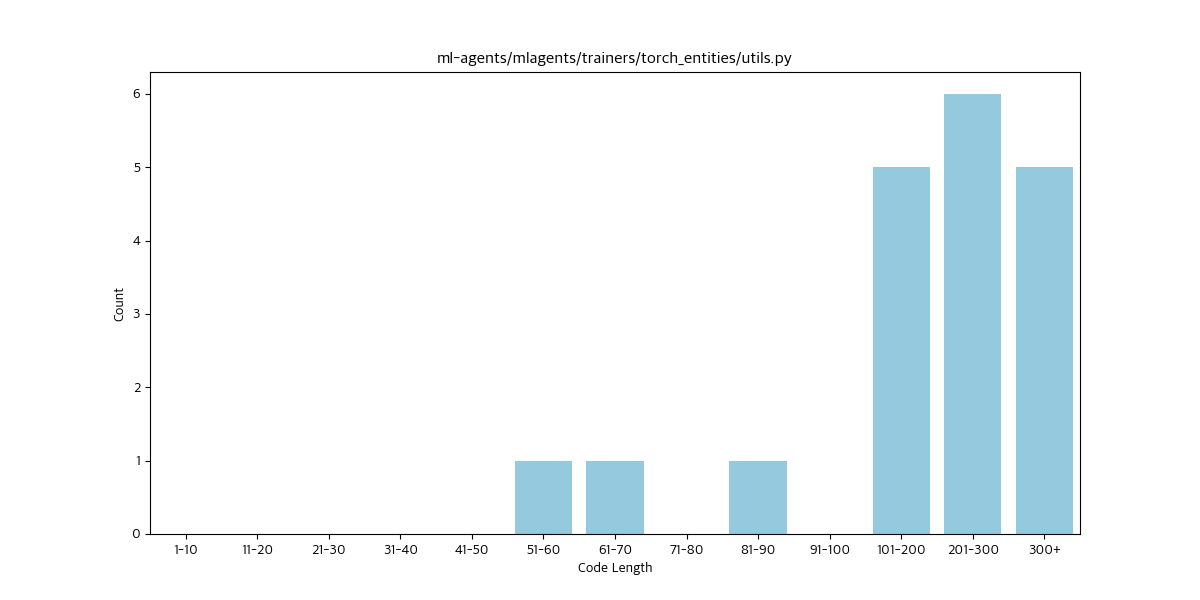 ml-agents/mlagents/trainers/torch_entities/utils.py
6
5
4
3
2
1
0
Count
1-10 11-20 21-30 31-40 41-50 51-60 61-70 71-80 81-90 91-100 101-200 201-300 300+
Code Length